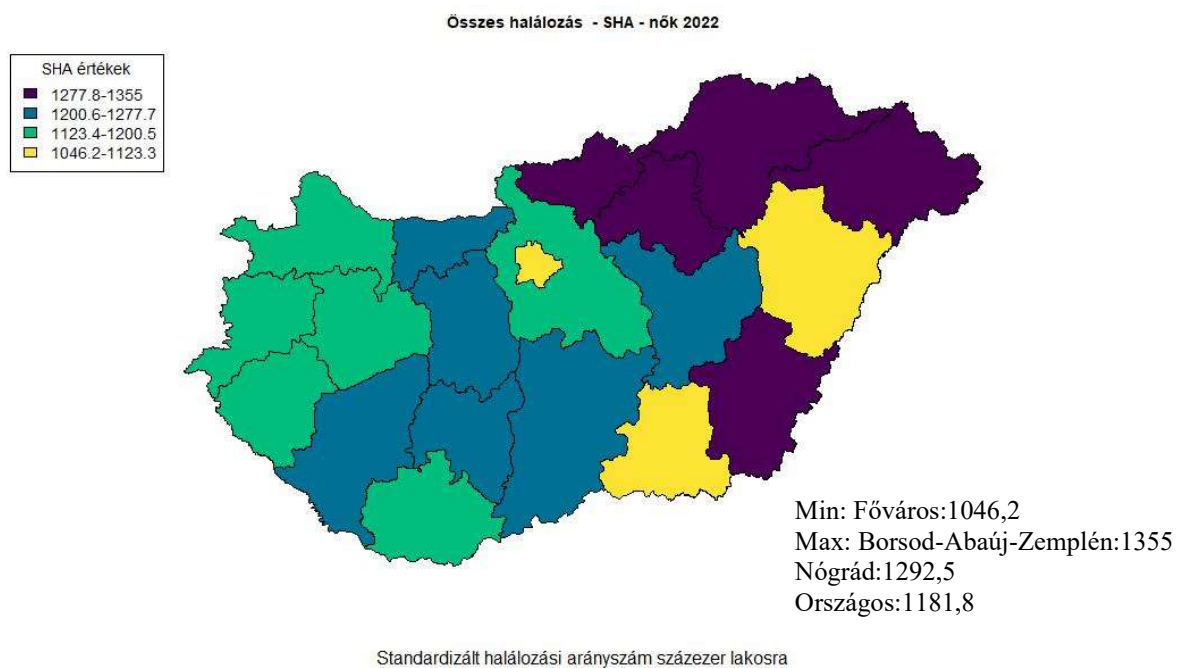 Összes halálozás - SHA - nők 2022
SHA értékek
1277.8-1355
1200.6-1277.7
1123.4-1200.5
1046.2-1123.3
Min: Főváros:1046,2
Max: Borsod-Abaúj-Zemplén:1355
Nógrád:1292,5
Országos:1181,8
Standardizált halálozási arányszám százezer lakosra